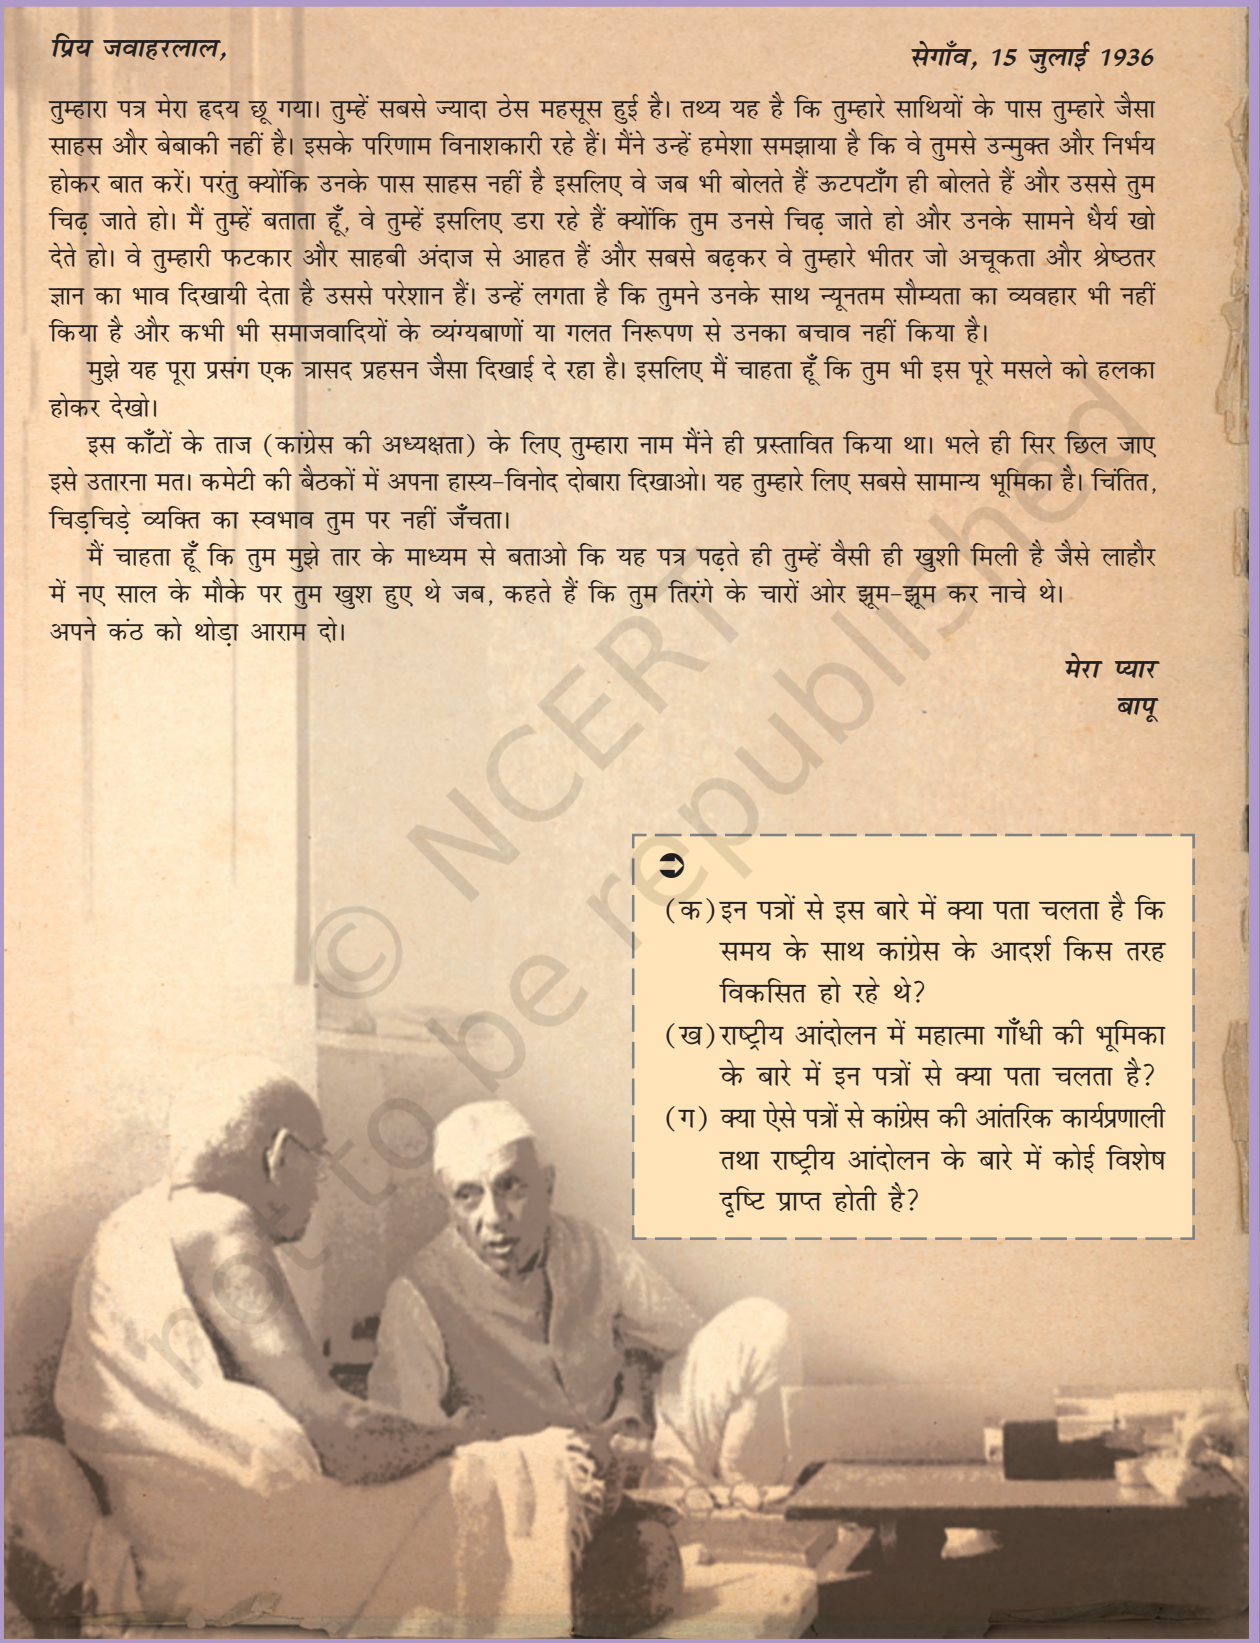 प्रिय जवाहरलाल,
सेगाँव, 15 जुलाई 1936
तुम्हारा पत्र मेरा हृदय छू गया। तुम्हें सबसे ज्यादा ठेस महसूस हुई है। तथ्य यह है कि तुम्हारे साथियों के पास तुम्हारे जैसा
साहस और बेबाकी नहीं है। इसके परिणाम विनाशकारी रहे हैं। मैंने उन्हें हमेशा समझाया है कि वे तुमसे उन्मुक्त और निर्भय
होकर बात करें। परंतु क्योंकि उनके पास साहस नहीं है इसलिए वे जब भी बोलते हैं ऊटपटाँग ही बोलते हैं और उससे तुम
चिढ़ जाते हो। मैं तुम्हें बताता हूँ, वे तुम्हें इसलिए डरा रहे हैं क्योंकि तुम उनसे चिढ़ जाते हो और उनके सामने धैर्य खो
देते हो। वे तुम्हारी फटकार और साहबी अंदाज से आहत हैं और सबसे बढ़कर वे तुम्हारे भीतर जो अचूकता और श्रेष्ठतर
ज्ञान का भाव दिखायी देता है उससे परेशान हैं। उन्हें लगता है कि तुमने उनके साथ न्यूनतम सौम्यता का व्यवहार भी नहीं
किया है और कभी भी समाजवादियों के व्यंग्यबाणों या गलत निरूपण से उनका बचाव नहीं किया है।
मुझे यह पूरा प्रसंग एक त्रासद प्रहसन जैसा दिखाई दे रहा है। इसलिए मैं चाहता हूँ कि तुम भी इस पूरे मसले को हलका
होकर देखो।
इस काँटों के ताज (कांग्रेस की अध्यक्षता) के लिए तुम्हारा नाम मैंने ही प्रस्तावित किया था। भले ही सिर छिल जाए
इसे उतारना मत। कमेटी की बैठकों में अपना हास्य-विनोद दोबारा दिखाओ। यह तुम्हारे लिए सबसे सामान्य भूमिका है। चिंतित,
चिड़चिड़े व्यक्ति का स्वभाव तुम पर नहीं जँचता।
मैं चाहता हूँ कि तुम मुझे तार के माध्यम से बताओ कि यह पत्र पढ़ते ही तुम्हें वैसी ही खुशी मिली है जैसे लाहौर
में नए साल के मौके पर तुम खुश हुए थे जब, कहते हैं कि तुम तिरंगे के चारों ओर झूम-झूम कर नाचे थे।
अपने कंठ को थोड़ा आराम दो।
मेरा प्यार
बापू
© NCERT
not to be republished
(क) इन पत्रों से इस बारे में क्या पता चलता है कि
समय के साथ कांग्रेस के आदर्श किस तरह
विकसित हो रहे थे?
(ख) राष्ट्रीय आंदोलन में महात्मा गाँधी की भूमिका
के बारे में इन पत्रों से क्या पता चलता है?
(ग) क्या ऐसे पत्रों से कांग्रेस की आंतरिक कार्यप्रणाली
तथा राष्ट्रीय आंदोलन के बारे में कोई विशेष
दृष्टि प्राप्त होती है?